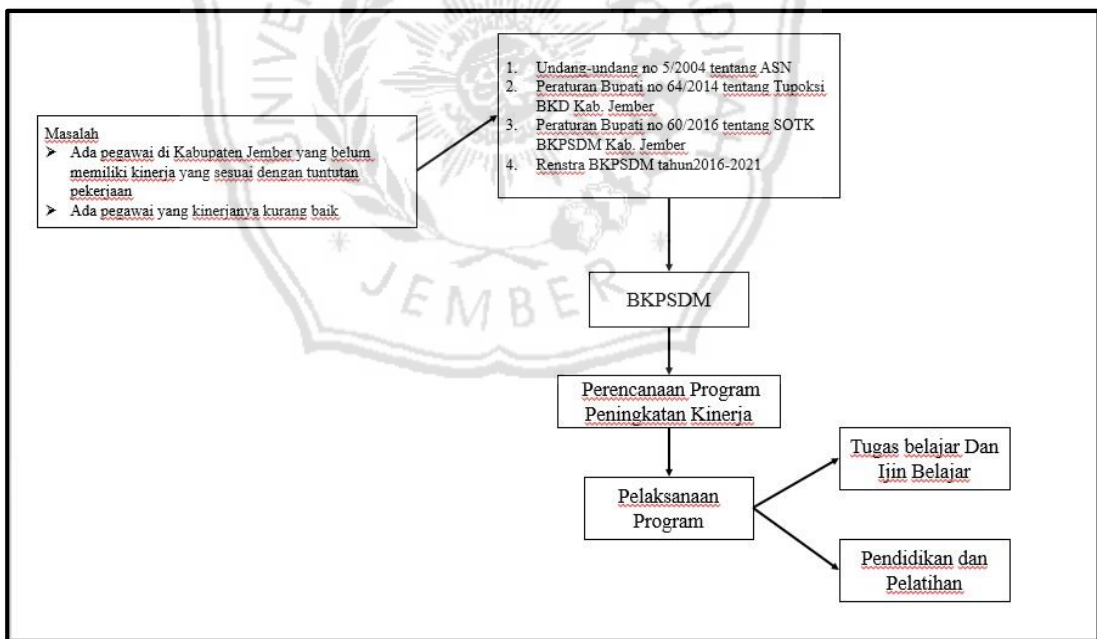 Masalah
➤ Ada pegawai di Kabupaten Jember yang belum
memiliki kinerja yang sesuai dengan tuntutan
pekerjaan
➤ Ada pegawai yang kinerjanya kurang baik
1. Undang-undang no 5/2004 tentang ASN
2. Peraturan Bupati no 64/2014 tentang Tupoksi
BKD Kab. Jember
3. Peraturan Bupati no 60/2016 tentang SOTK
BKPSDM Kab. Jember
4. Renstra BKPSDM tahun2016-2021
BKPSDM
Perencanaan Program
Peningkatan Kinerja
Pelaksanaan
Program
Tugas belajar Dan
Ijin Belajar
Pendidikan dan
Pelatihan
JEMBER